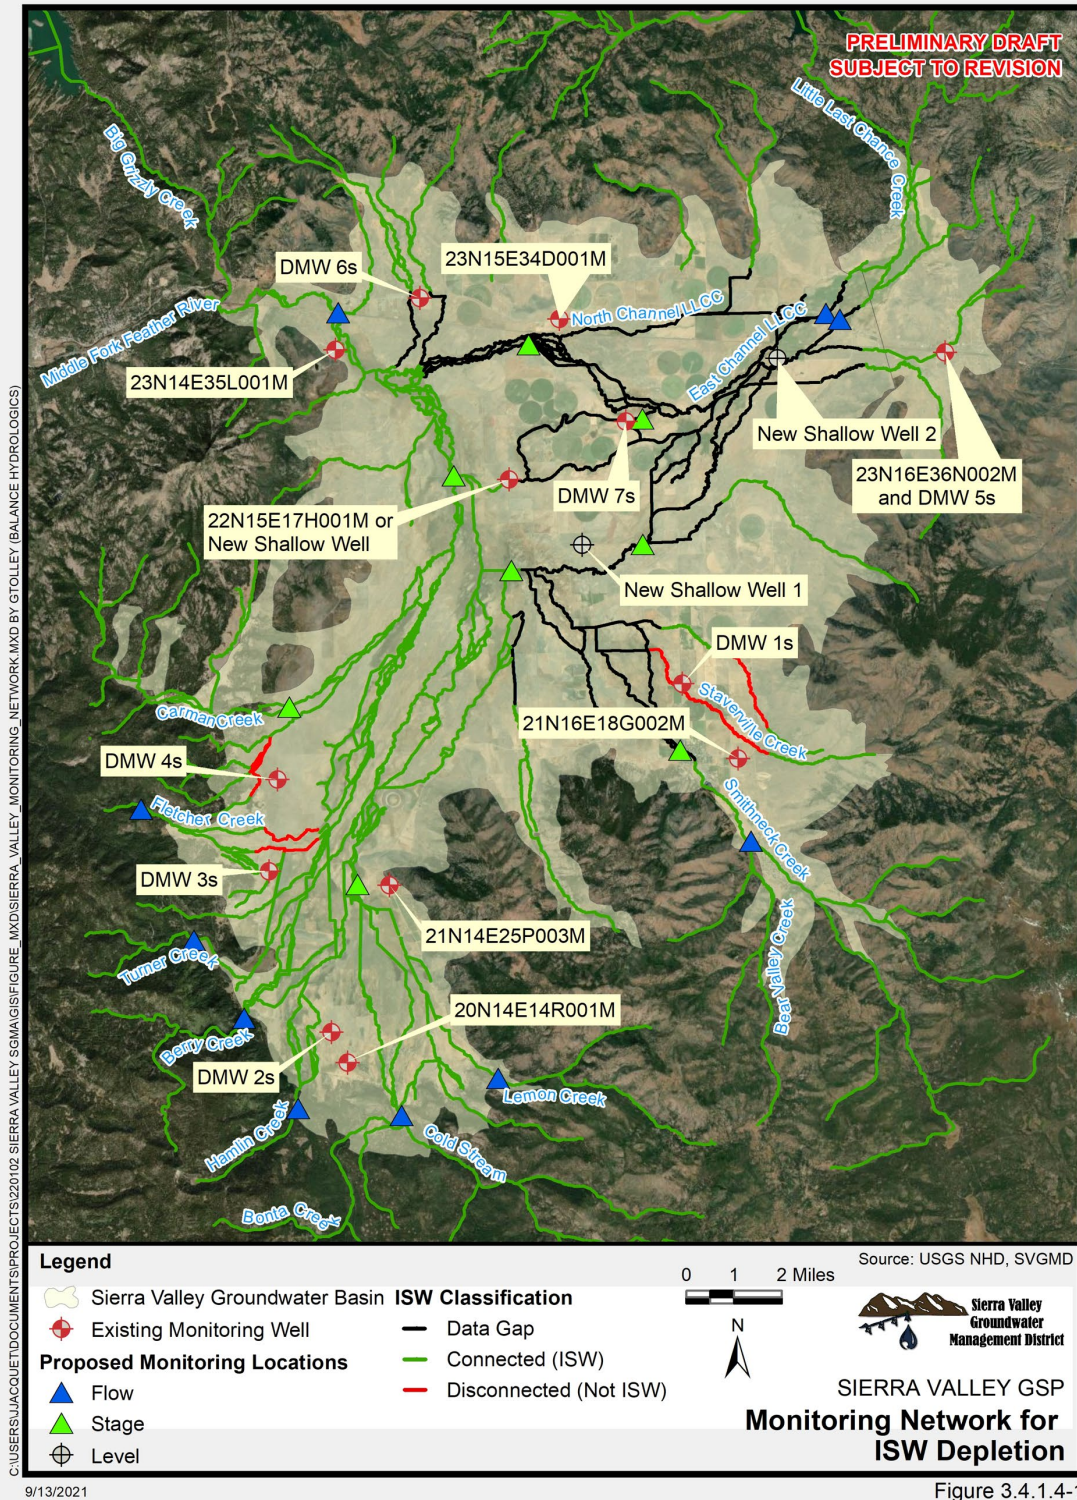 PRELIMINARY DRAFT
SUBJECT TO REVISION
Little Last Chance Creek
Big Grizzly Creek
DMW 6s
23N15E34D001M
Middle Fork Feather River
North Channel LLCC
East Channel LLCC
23N14E35L001M
New Shallow Well 2
23N16E36N002M
and DMW 5s
DMW 7s
22N15E17H001M or
New Shallow Well
New Shallow Well 1
DMW 1s
Staverville Creek
Carman Creek
21N16E18G002M
DMW 4s
Fletcher Creek
Smithneck Creek
DMW 3s
21N14E25P003M
Turner Creek
Bear Valley Creek
20N14E14R001M
Berry Creek
DMW 2s
Lemon Creek
Hamlin Creek
Cold Stream
Bonta Creek
C:\USERS\JJACQUET\DOCUMENTS\PROJECTS\220102 SIERRA VALLEY SGMA\GIS\FIGURE_MXD\SIERRA_VALLEY_MONITORING_NETWORK.MXD BY GTOLLEY (BALANCE HYDROLOGICS)
Legend
Sierra Valley Groundwater Basin
Existing Monitoring Well
Proposed Monitoring Locations
Flow
Stage
Level
ISW Classification
Data Gap
Connected (ISW)
Disconnected (Not ISW)
0 1 2 Miles
N
Source: USGS NHD, SVGMD
Sierra Valley
Groundwater
Management District
SIERRA VALLEY GSP
Monitoring Network for
ISW Depletion
9/13/2021
Figure 3.4.1.4-1